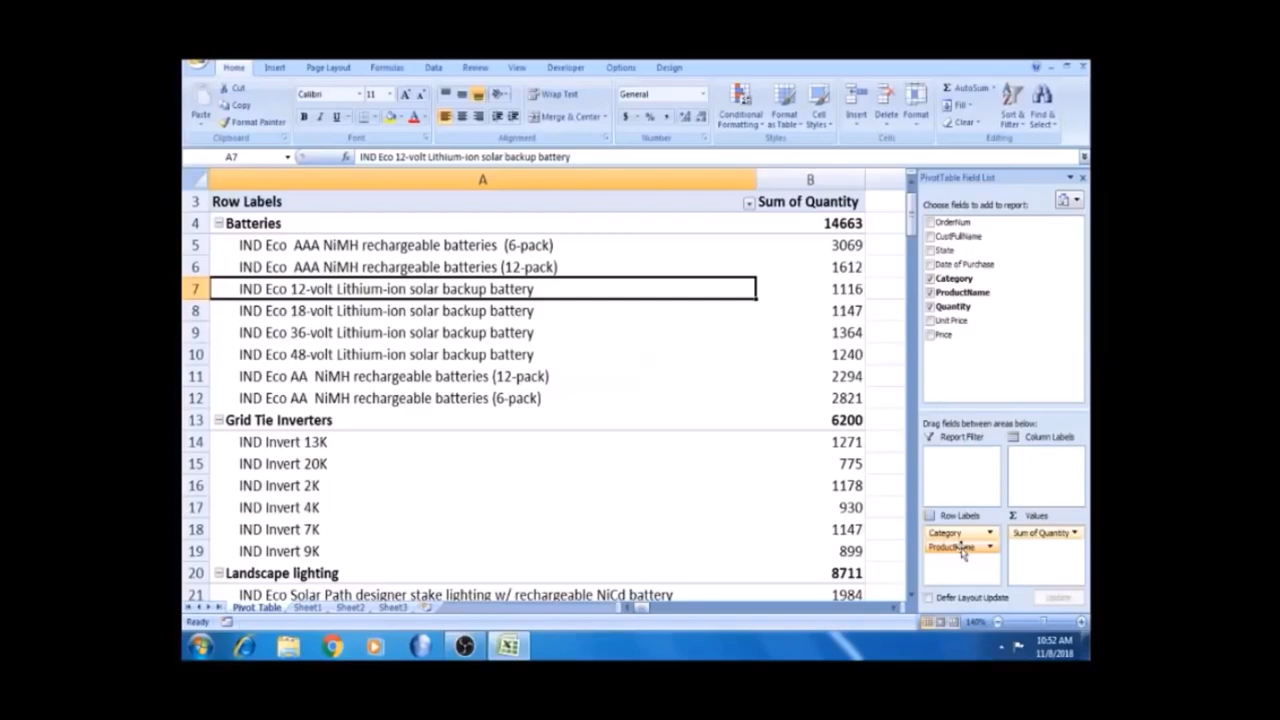 Home Insert Page Layout Formulas Data Review View Developer Options Design
Cut
Copy
Format Painter
Paste
Clipboard
Calibri 11
B I U
Font
Wrap Text
Merge & Center
Alignment
General
$ % ,
Number
Conditional Formatting
Format as Table
Cell Styles
Styles
Insert Delete Format
Cells
Σ AutoSum
Fill
Clear
Sort & Filter
Find & Select
Editing
A7 fx IND Eco 12-volt Lithium-ion solar backup battery
A B
3 Row Labels Sum of Quantity
4 Batteries 14663
5 IND Eco AAA NiMH rechargeable batteries (6-pack) 3069
6 IND Eco AAA NiMH rechargeable batteries (12-pack) 1612
7 IND Eco 12-volt Lithium-ion solar backup battery 1116
8 IND Eco 18-volt Lithium-ion solar backup battery 1147
9 IND Eco 36-volt Lithium-ion solar backup battery 1364
10 IND Eco 48-volt Lithium-ion solar backup battery 1240
11 IND Eco AA NiMH rechargeable batteries (12-pack) 2294
12 IND Eco AA NiMH rechargeable batteries (6-pack) 2821
13 Grid Tie Inverters 6200
14 IND Invert 13K 1271
15 IND Invert 20K 775
16 IND Invert 2K 1178
17 IND Invert 4K 930
18 IND Invert 7K 1147
19 IND Invert 9K 899
20 Landscape lighting 8711
21 IND Eco Solar Path designer stake lighting w/ rechargeable NiCd battery 1984
PivotTable Field List
Choose fields to add to report:
OrderNum
CustFullName
State
Date of Purchase
Category
ProductName
Quantity
Unit Price
Price
Drag fields between areas below:
Report Filter Column Labels
Row Labels Σ Values
Category Sum of Quantity
ProductName
Defer Layout Update Update
Pivot Table Sheet1 Sheet2 Sheet3
Ready 140%
10:52 AM
11/8/2018